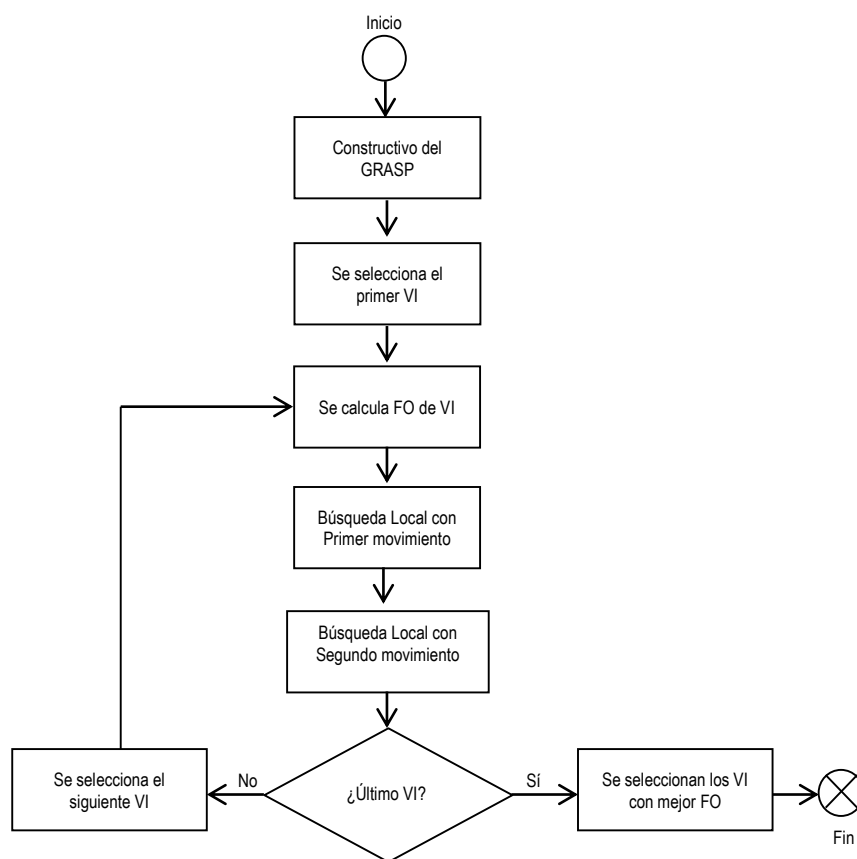 Inicio
Constructivo del
GRASP
Se selecciona el
primer VI
Se calcula FO de VI
Búsqueda Local con
Primer movimiento
Búsqueda Local con
Segundo movimiento
¿Último VI?
No
Se selecciona el
siguiente VI
Sí
Se seleccionan los VI
con mejor FO
Fin